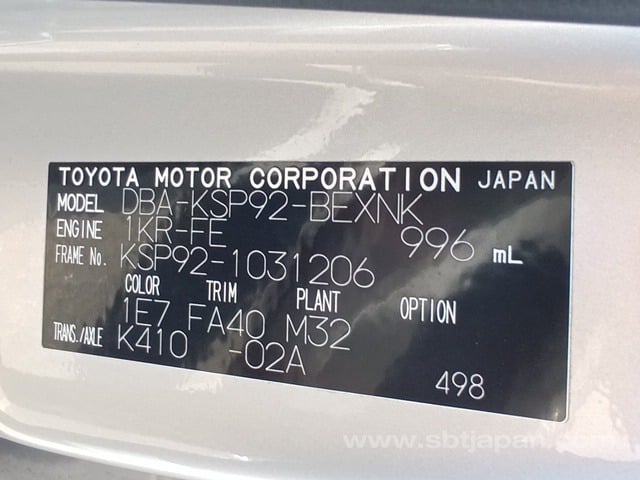 TOYOTA MOTOR CORPORATION JAPAN
MODEL DBA-KSP92-BEXNK
ENGINE 1KR-FE 996 mL
FRAME No. KSP92-1031206
COLOR TRIM PLANT OPTION
1E7 FA40 M32
TRANS./AXLE K410 -02A
498
www.sbtjapan.com